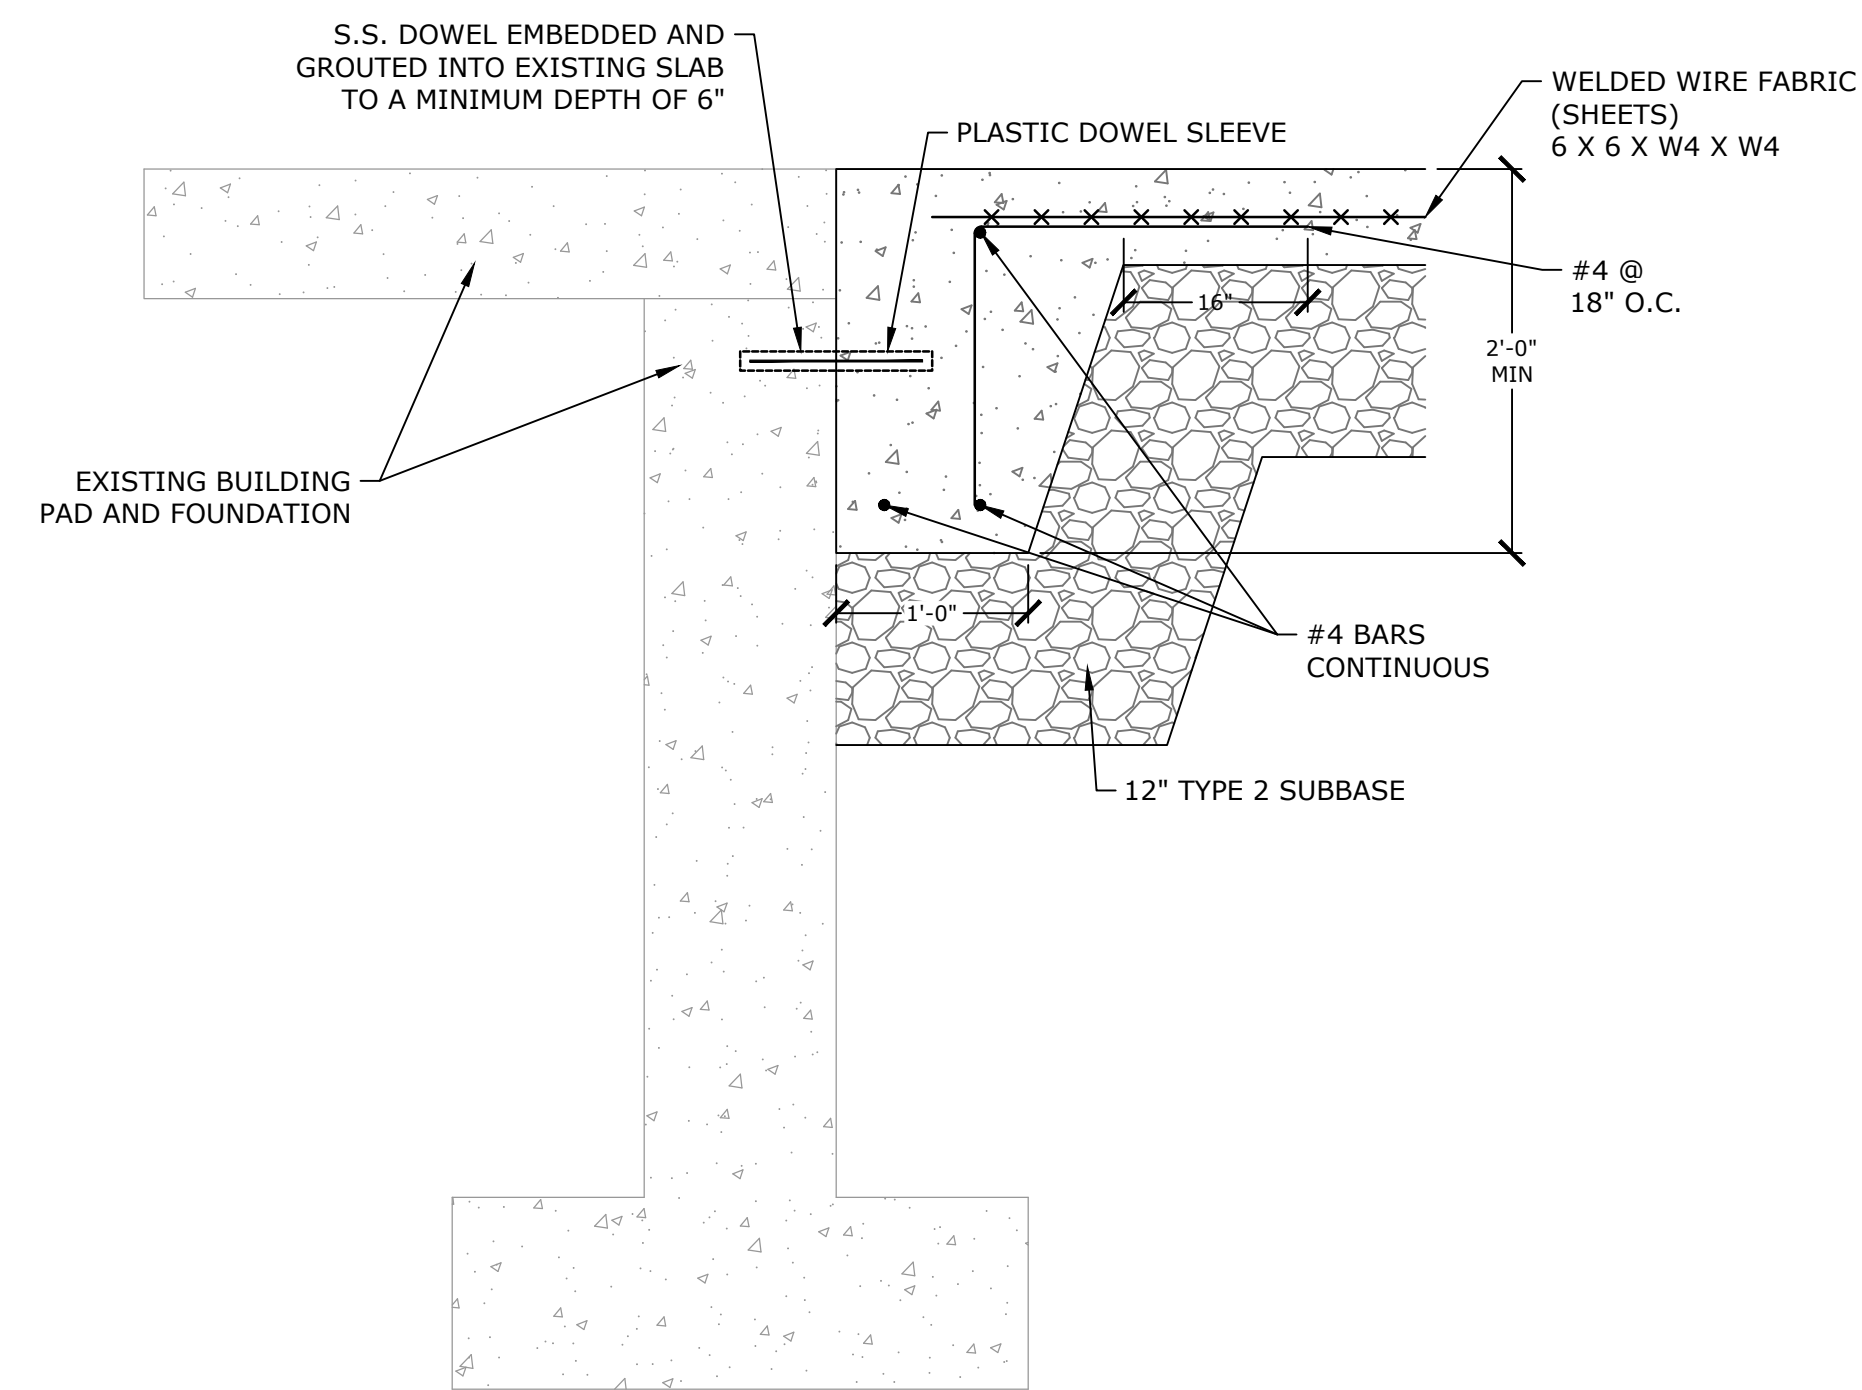 S.S. DOWEL EMBEDDED AND
GROUTED INTO EXISTING SLAB
TO A MINIMUM DEPTH OF 6"
PLASTIC DOWEL SLEEVE
WELDED WIRE FABRIC
(SHEETS)
6 X 6 X W4 X W4
#4 @
18" O.C.
16"
2'-0"
MIN
EXISTING BUILDING
PAD AND FOUNDATION
1'-0"
#4 BARS
CONTINUOUS
12" TYPE 2 SUBBASE